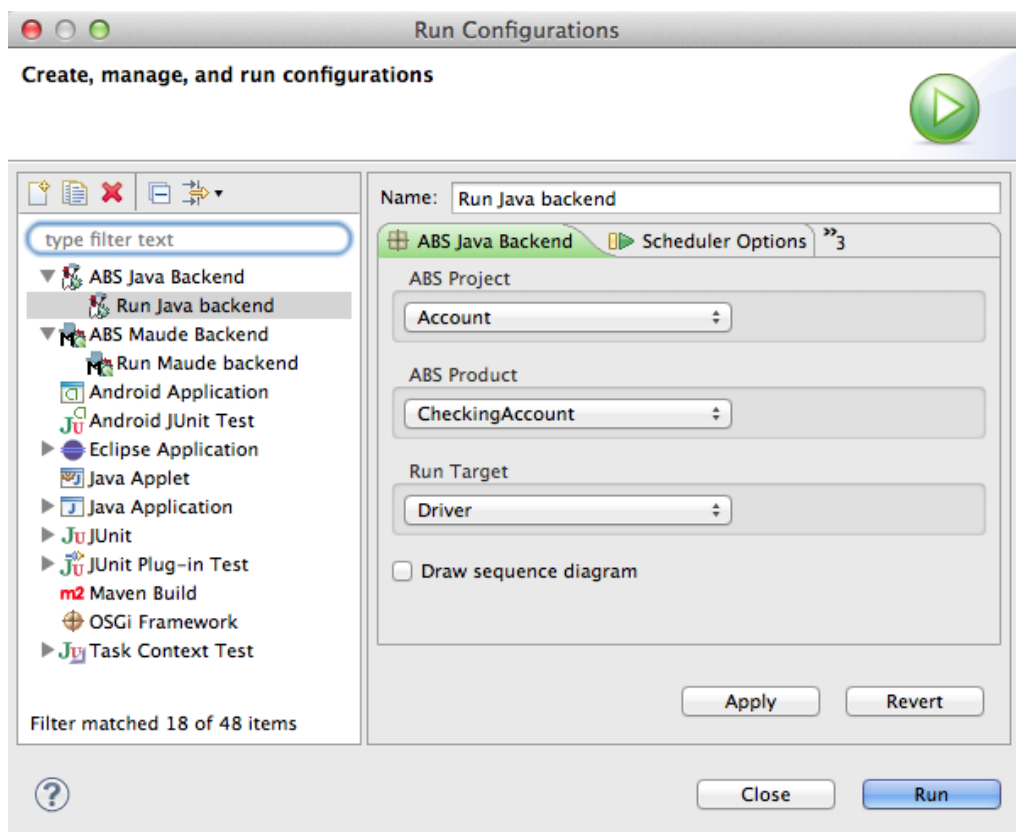 Run Configurations
Create, manage, and run configurations
type filter text
ABS Java Backend
Run Java backend
ABS Maude Backend
Run Maude backend
Android Application
Android JUnit Test
Eclipse Application
Java Applet
Java Application
JUnit
JUnit Plug-in Test
m2 Maven Build
OSGi Framework
Task Context Test
Filter matched 18 of 48 items
Name: Run Java backend
ABS Java Backend Scheduler Options »3
ABS Project
Account
ABS Product
CheckingAccount
Run Target
Driver
Draw sequence diagram
Apply Revert
? Close Run